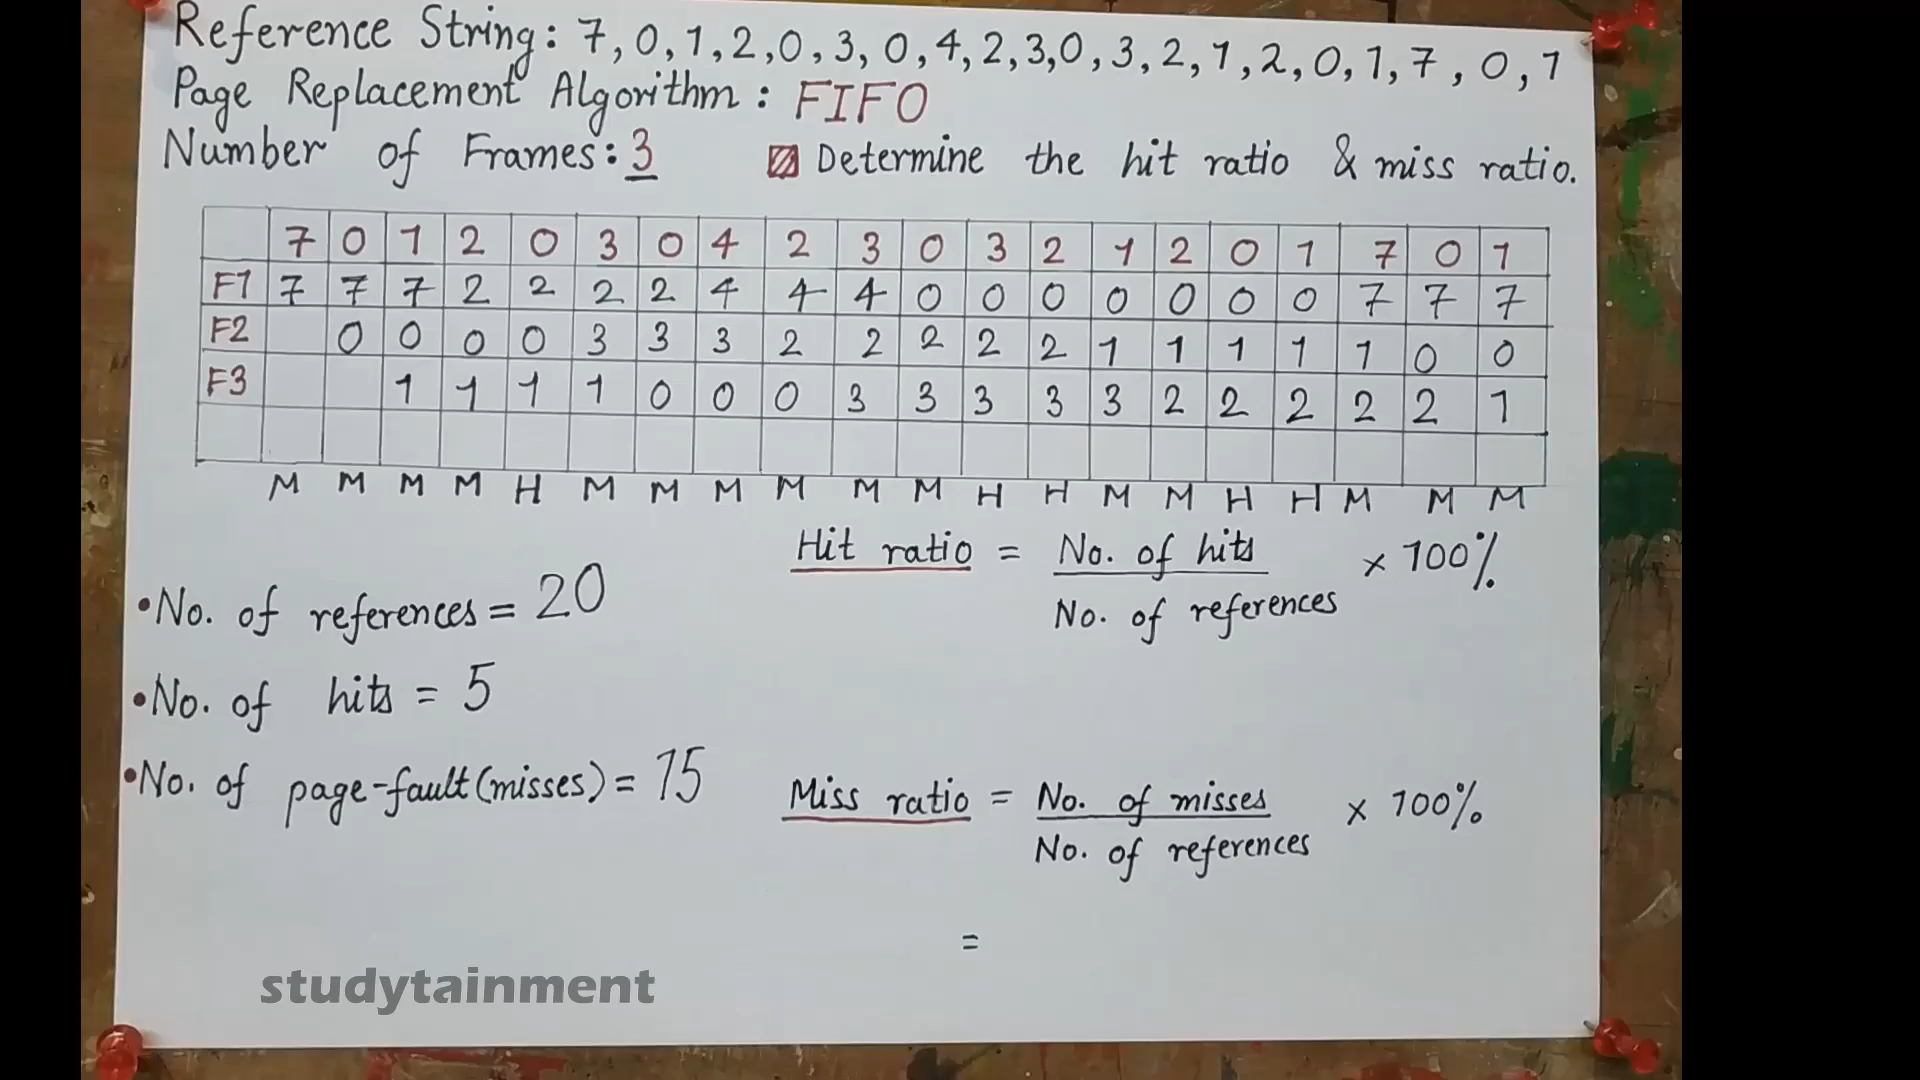 Reference String: 7, 0, 1, 2, 0, 3, 0, 4, 2, 3, 0, 3, 2, 1, 2, 0, 1, 7, 0, 1
Page Replacement Algorithm: FIFO
Number of Frames: 3 Determine the hit ratio & miss ratio.
7 0 1 2 0 3 0 4 2 3 0 3 2 1 2 0 1 7 0 1
F1 7 7 7 2 2 2 2 4 4 4 0 0 0 0 0 0 0 7 7 7
F2 0 0 0 0 3 3 3 2 2 2 2 2 1 1 1 1 1 0 0
F3 1 1 1 1 0 0 0 3 3 3 3 3 2 2 2 2 2 1
M M M M H M M M M M M H H M M H H M M M
Hit ratio = No. of hits × 100%
No. of references
•No. of references = 20
•No. of hits = 5
•No. of page-fault (misses) = 15
Miss ratio = No. of misses × 100%
No. of references
=
studytainment